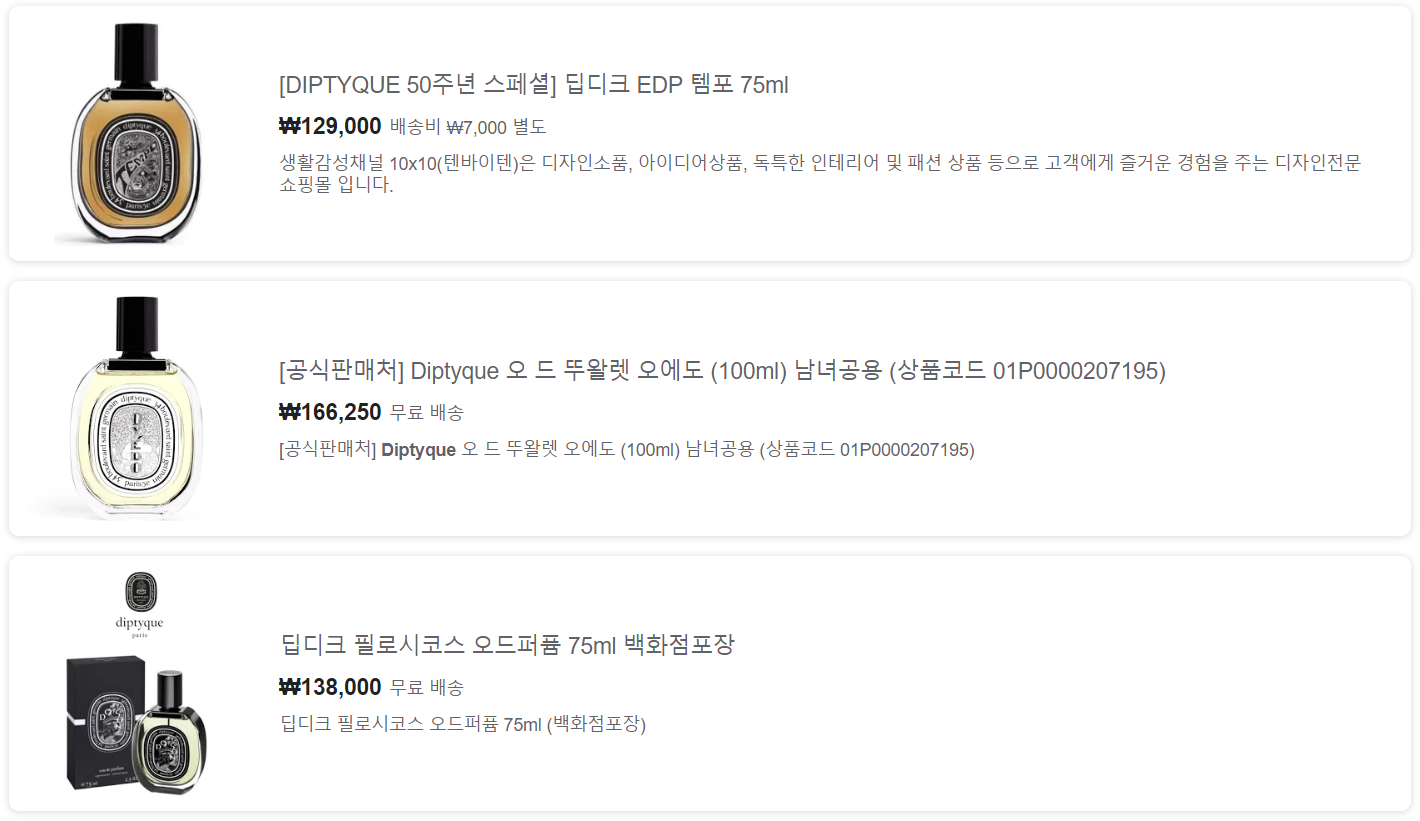 [DIPTYQUE 50주년 스페셜] 딥디크 EDP 템포 75ml
₩129,000 배송비 ₩7,000 별도
생활감성채널 10x10(텐바이텐)은 디자인소품, 아이디어상품, 독특한 인테리어 및 패션 상품 등으로 고객에게 즐거운 경험을 주는 디자인전문
쇼핑몰 입니다.
[공식판매처] Diptyque 오 드 뚜왈렛 오에도 (100ml) 남녀공용 (상품코드 01P0000207195)
₩166,250 무료 배송
[공식판매처] Diptyque 오 드 뚜왈렛 오에도 (100ml) 남녀공용 (상품코드 01P0000207195)
diptyque
paris
딥디크 필로시코스 오드퍼퓸 75ml 백화점포장
₩138,000 무료 배송
딥디크 필로시코스 오드퍼퓸 75ml (백화점포장)